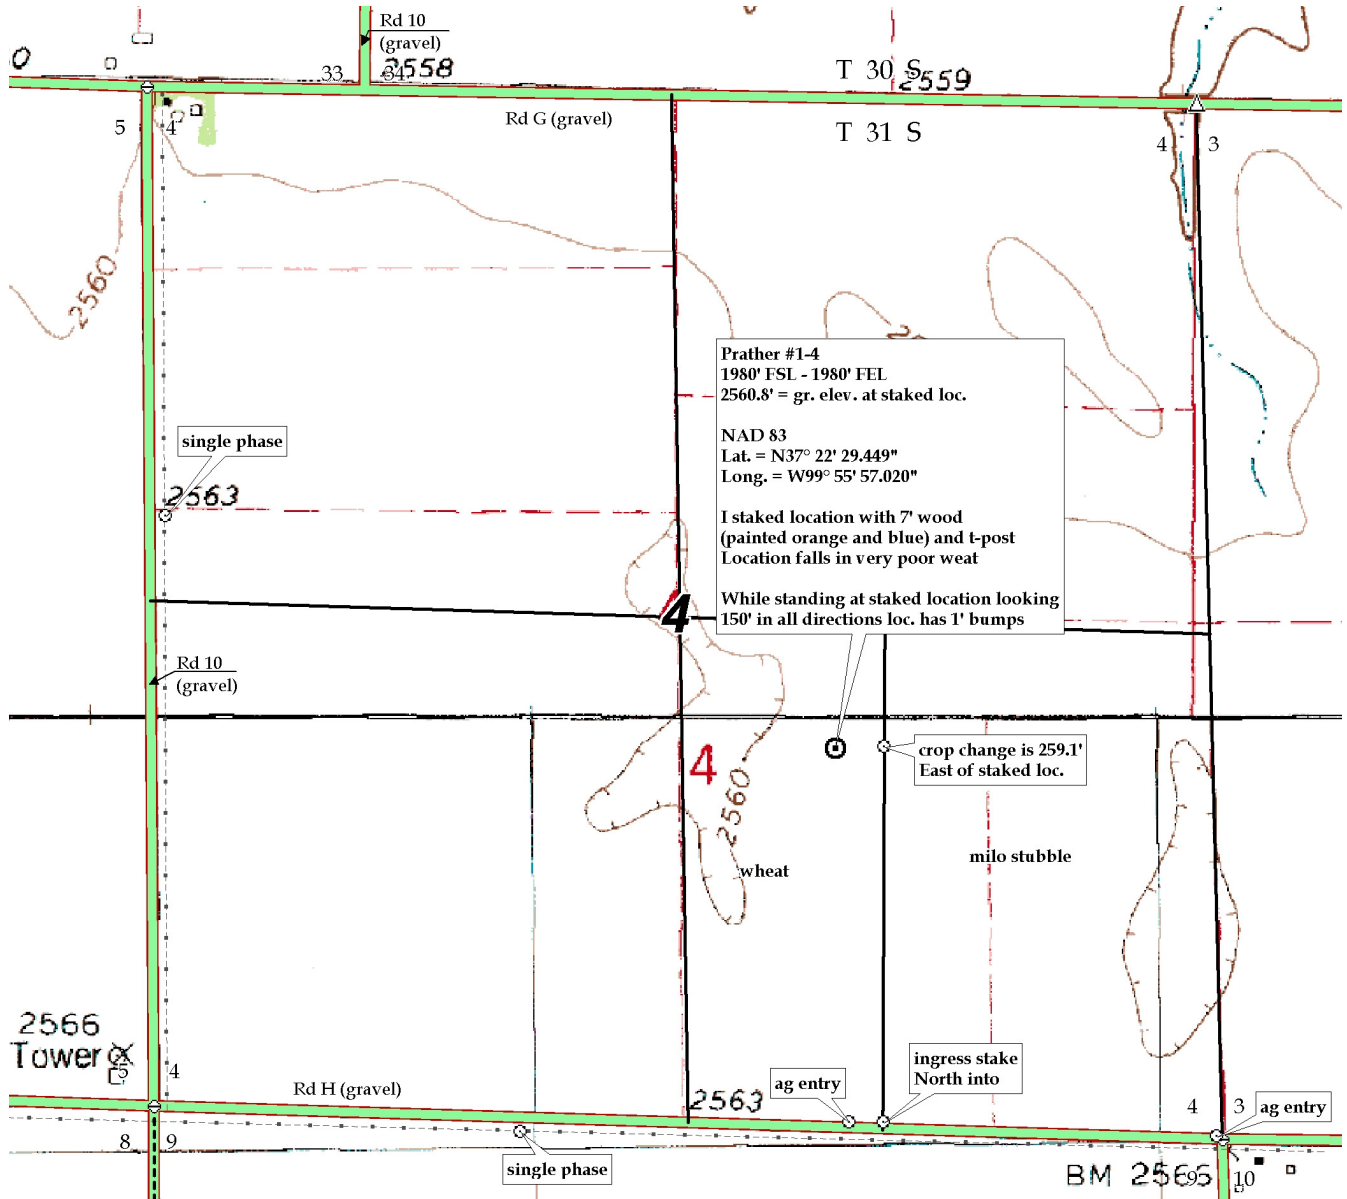 Rd 10
(gravel)
0
33
34
2558
T 30 S
2559
5
4
Rd G (gravel)
T 31 S
4
3
2560
Prather #1-4
1980' FSL - 1980' FEL
2560.8' = gr. elev. at staked loc.
NAD 83
Lat. = N37° 22' 29.449"
Long. = W99° 55' 57.020"
I staked location with 7' wood
(painted orange and blue) and t-post
Location falls in very poor weat
While standing at staked location looking
150' in all directions loc. has 1' bumps
single phase
2563
4
Rd 10
(gravel)
crop change is 259.1'
East of staked loc.
4
2560
wheat
milo stubble
2566
Tower
5
4
Rd H (gravel)
ingress stake
North into
ag entry
2563
4
3
ag entry
8
9
single phase
BM 2565
9
10